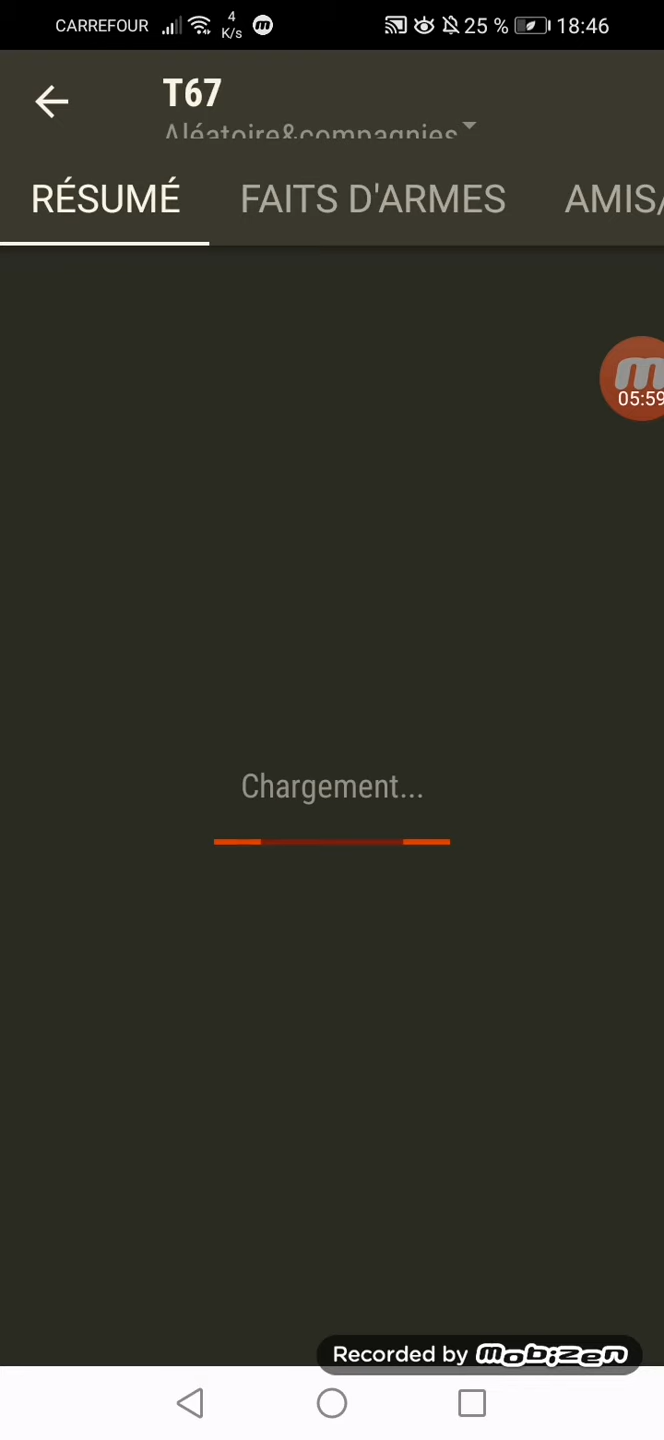 CARREFOUR 4 K/s 25 % 18:46
T67
Aléatoire&compagnies
RÉSUMÉ FAITS D'ARMES AMIS/
05:59
Chargement...
Recorded by mobizen